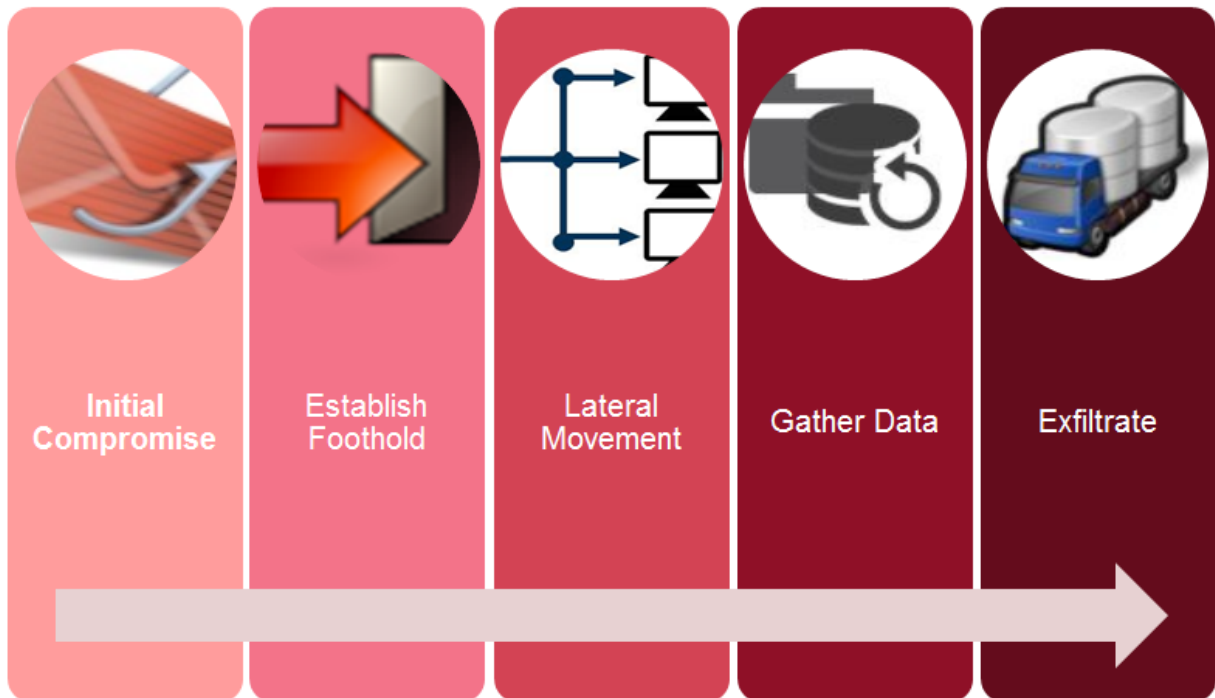 Initial
Compromise
Establish
Foothold
Lateral
Movement
Gather Data
Exfiltrate